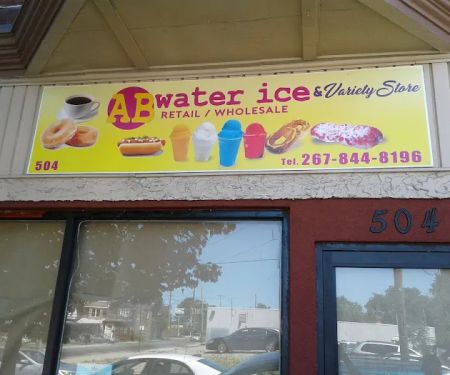 AB water ice & Variety Store
RETAIL / WHOLESALE
504
Tel. 267-844-8196
504